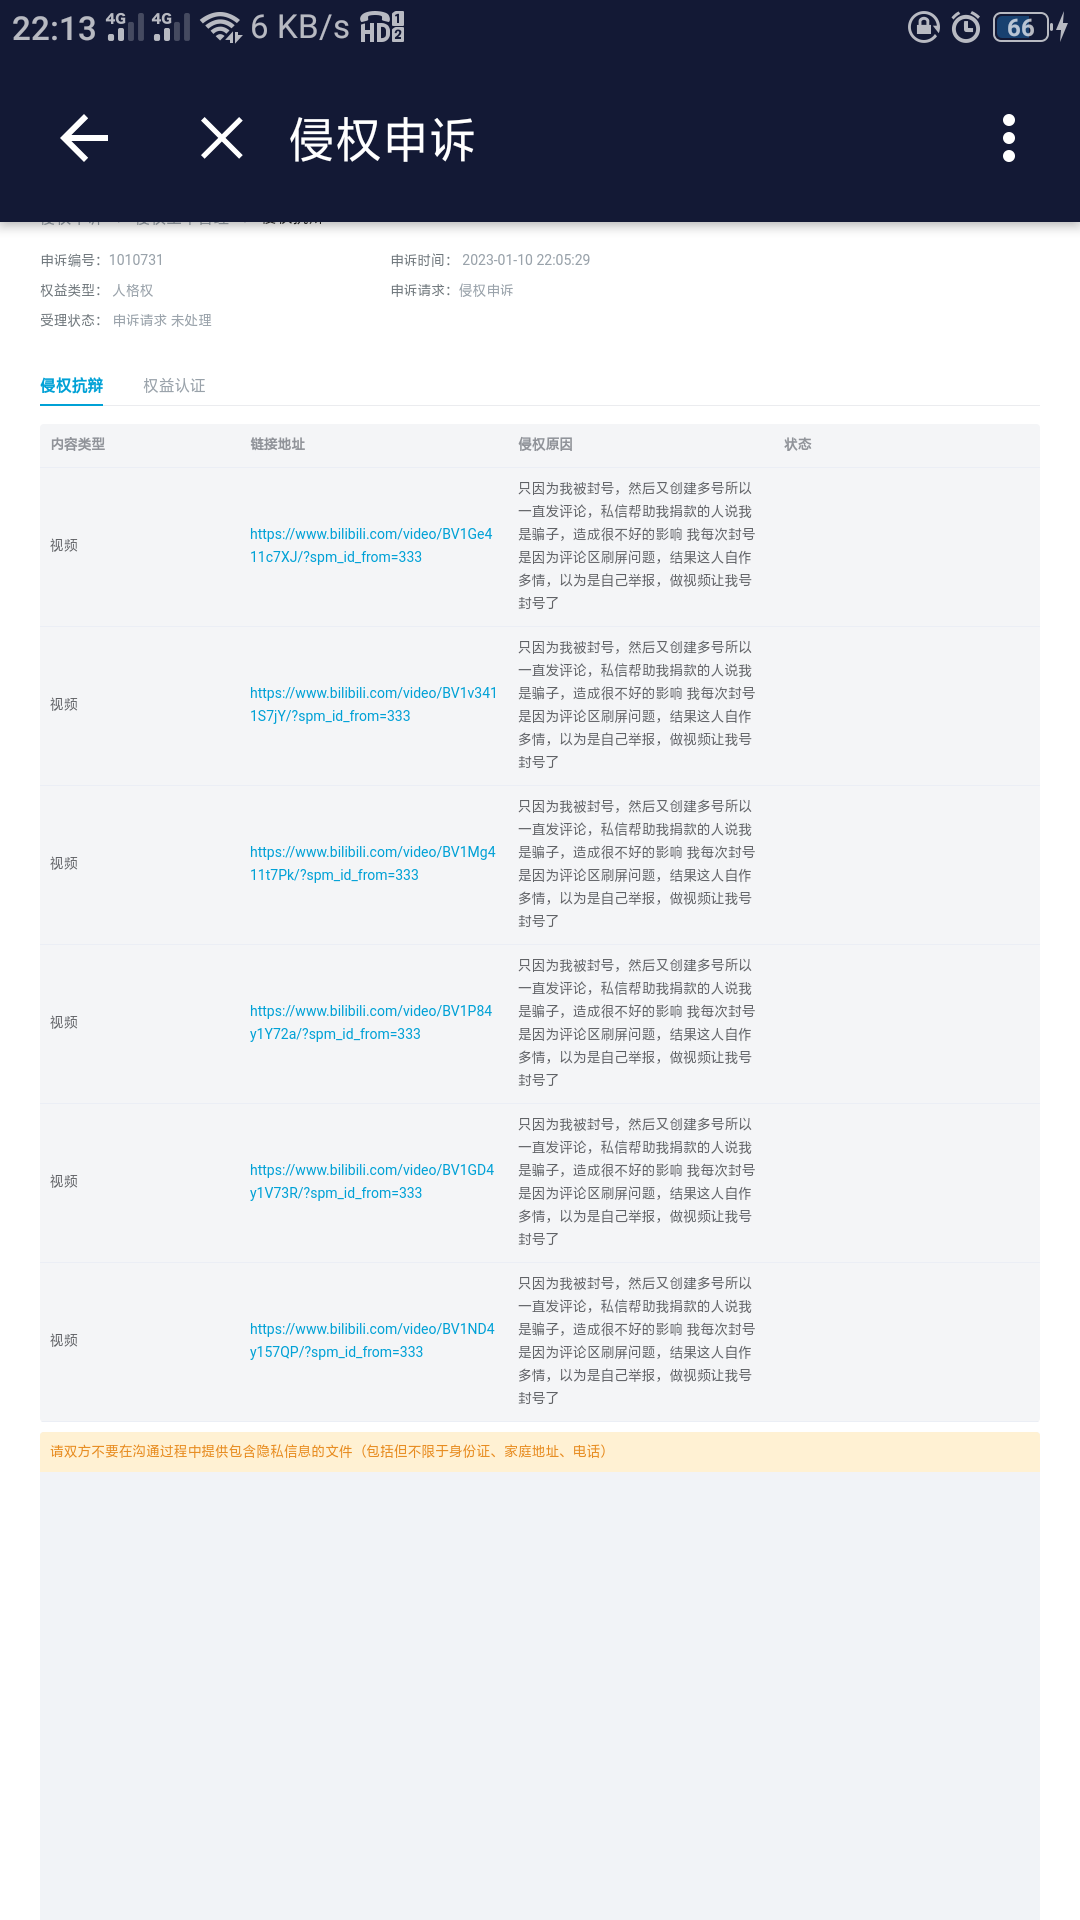 22:13 4G 4G 6 KB/s HD 1 2 66
侵权申诉
申诉编号：1010731 申诉时间： 2023-01-10 22:05:29
权益类型： 人格权 申诉请求：侵权申诉
受理状态： 申诉请求 未处理
侵权抗辩 权益认证
内容类型 链接地址 侵权原因 状态
视频
https://www.bilibili.com/video/BV1Ge4
11c7XJ/?spm_id_from=333
只因为我被封号，然后又创建多号所以
一直发评论，私信帮助我捐款的人说我
是骗子，造成很不好的影响 我每次封号
是因为评论区刷屏问题，结果这人自作
多情，以为是自己举报，做视频让我号
封号了
视频
https://www.bilibili.com/video/BV1v341
1S7jY/?spm_id_from=333
只因为我被封号，然后又创建多号所以
一直发评论，私信帮助我捐款的人说我
是骗子，造成很不好的影响 我每次封号
是因为评论区刷屏问题，结果这人自作
多情，以为是自己举报，做视频让我号
封号了
视频
https://www.bilibili.com/video/BV1Mg4
11t7Pk/?spm_id_from=333
只因为我被封号，然后又创建多号所以
一直发评论，私信帮助我捐款的人说我
是骗子，造成很不好的影响 我每次封号
是因为评论区刷屏问题，结果这人自作
多情，以为是自己举报，做视频让我号
封号了
视频
https://www.bilibili.com/video/BV1P84
y1Y72a/?spm_id_from=333
只因为我被封号，然后又创建多号所以
一直发评论，私信帮助我捐款的人说我
是骗子，造成很不好的影响 我每次封号
是因为评论区刷屏问题，结果这人自作
多情，以为是自己举报，做视频让我号
封号了
视频
https://www.bilibili.com/video/BV1GD4
y1V73R/?spm_id_from=333
只因为我被封号，然后又创建多号所以
一直发评论，私信帮助我捐款的人说我
是骗子，造成很不好的影响 我每次封号
是因为评论区刷屏问题，结果这人自作
多情，以为是自己举报，做视频让我号
封号了
视频
https://www.bilibili.com/video/BV1ND4
y157QP/?spm_id_from=333
只因为我被封号，然后又创建多号所以
一直发评论，私信帮助我捐款的人说我
是骗子，造成很不好的影响 我每次封号
是因为评论区刷屏问题，结果这人自作
多情，以为是自己举报，做视频让我号
封号了
请双方不要在沟通过程中提供包含隐私信息的文件（包括但不限于身份证、家庭地址、电话）